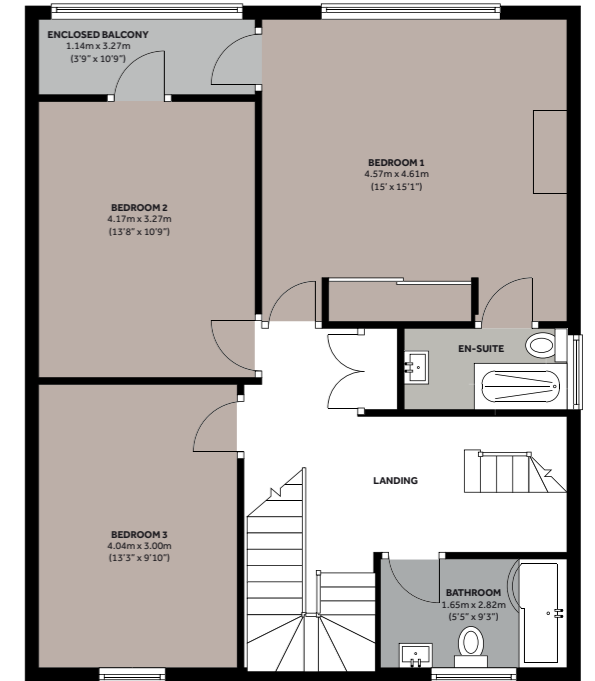 ENCLOSED BALCONY
1.14m x 3.27m
(3'9" x 10'9")
BEDROOM 1
4.57m x 4.61m
(15' x 15'1")
BEDROOM 2
4.17m x 3.27m
(13'8" x 10'9")
EN-SUITE
LANDING
BEDROOM 3
4.04m x 3.00m
(13'3" x 9'10")
BATHROOM
1.65m x 2.82m
(5'5" x 9'3")